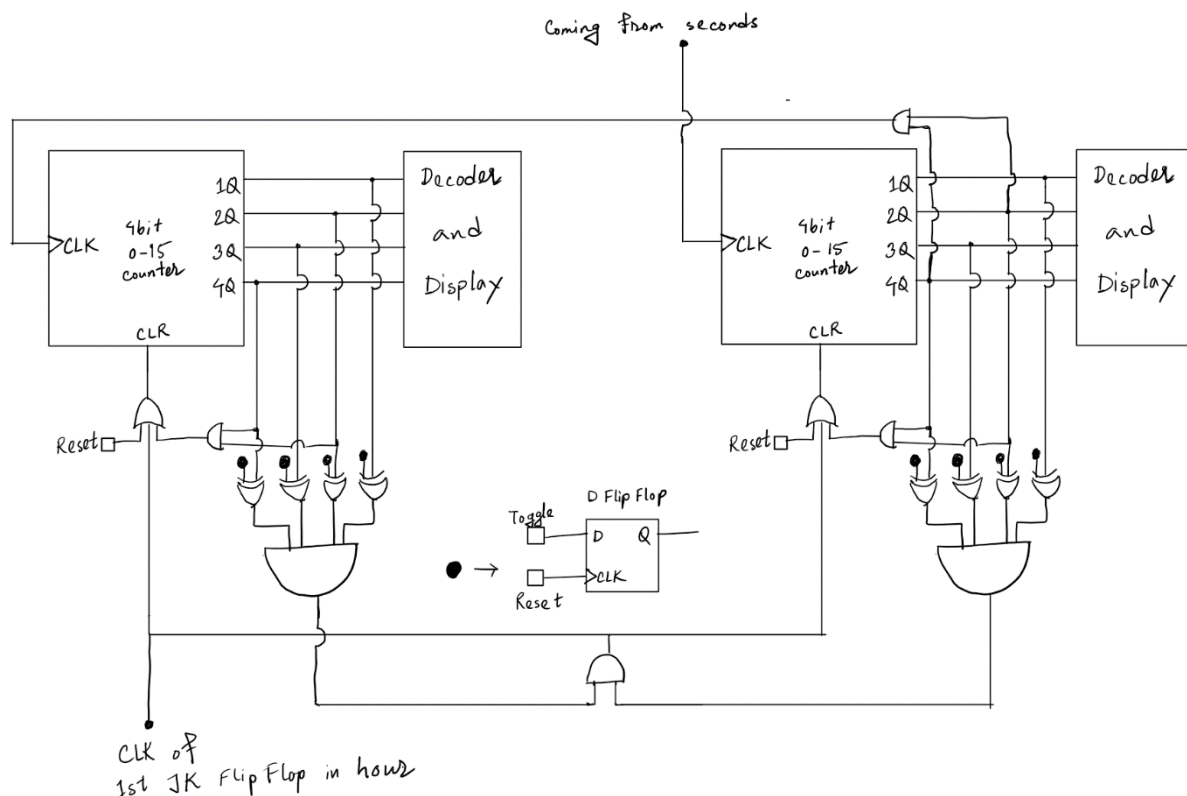 Coming from seconds
1Q
2Q
3Q
4Q
CLK
4bit
0-15
counter
CLR
Decoder
and
Display
1Q
2Q
3Q
4Q
CLK
4bit
0-15
counter
CLR
Decoder
and
Display
Reset
Reset
D Flip Flop
Toggle
D
Q
CLK
Reset
CLK of
1st JK Flip Flop in hour